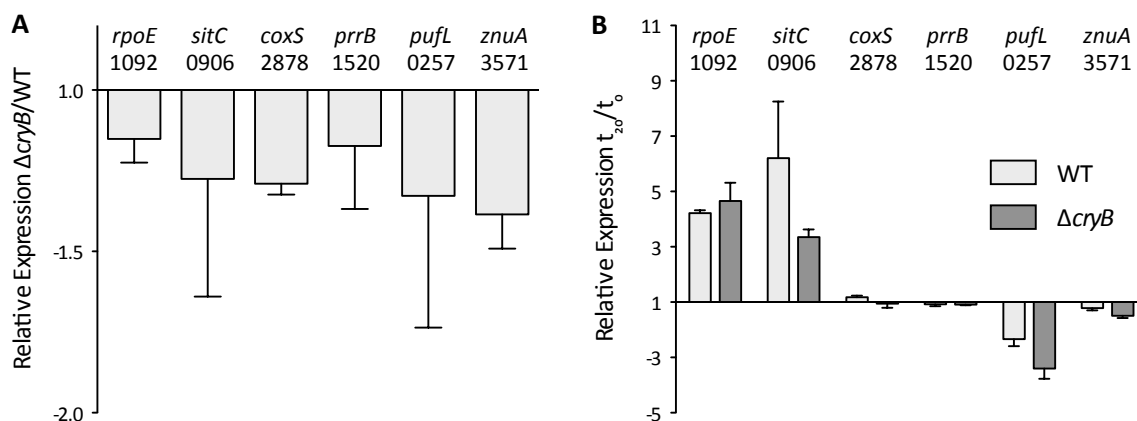 A
rpoE sitC coxS prrB pufL znuA
1092 0906 2878 1520 0257 3571
1.0
-1.5
-2.0
Relative Expression ΔcryB/WT
B
rpoE sitC coxS prrB pufL znuA
1092 0906 2878 1520 0257 3571
11
9
7
5
3
1
-3
-5
Relative Expression t₂₀/t₀
WT
ΔcryB